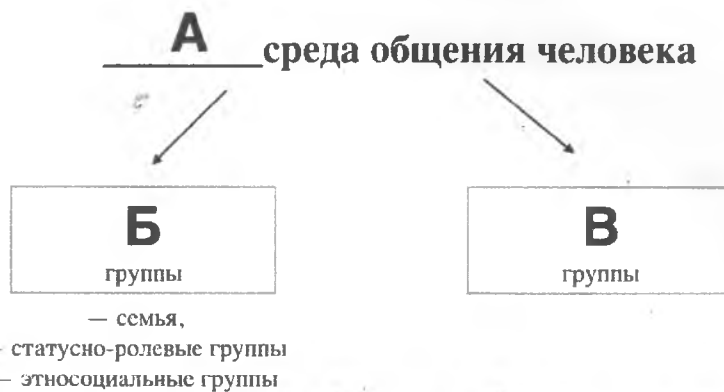 А
среда общения человека
Б
группы
В
группы
— семья,
- статусно-ролевые группы
— этносоциальные группы